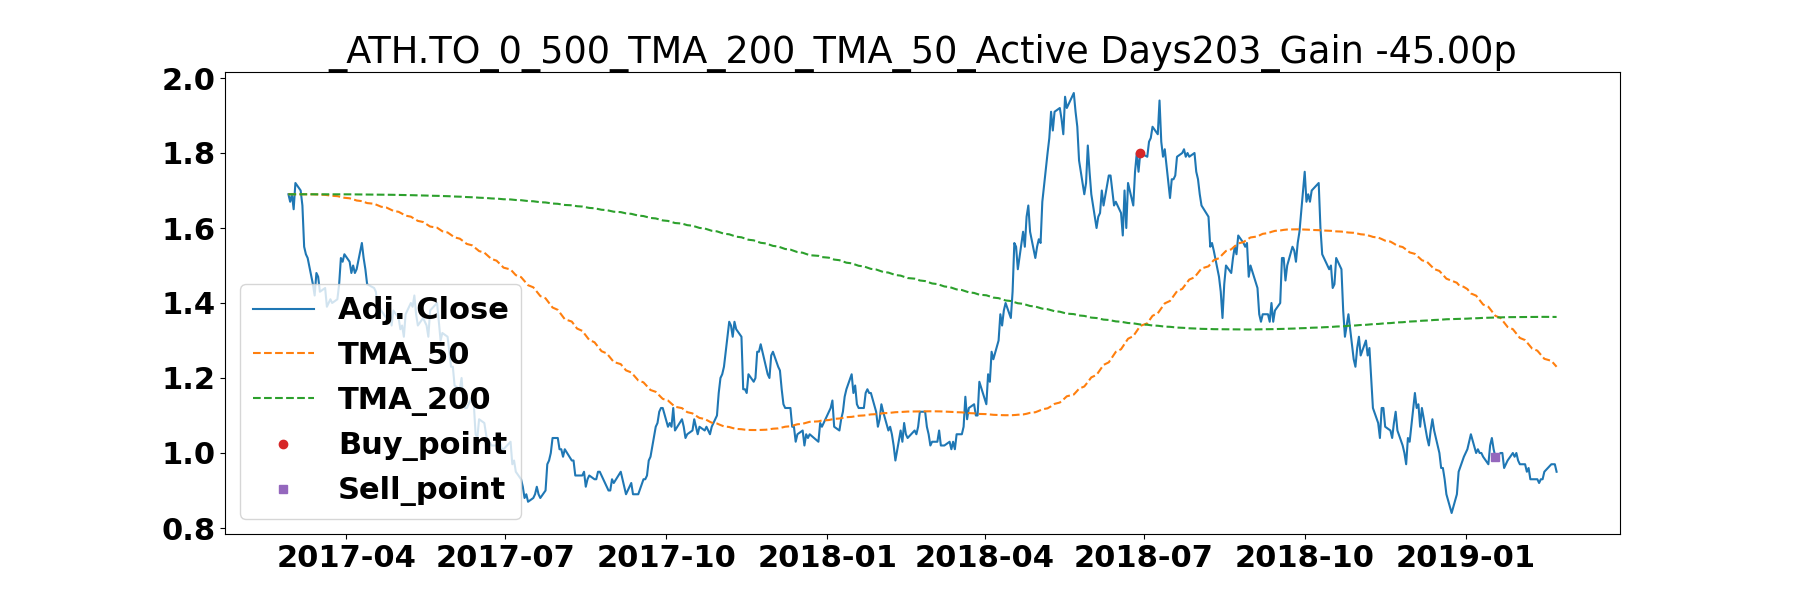 _ATH.TO_0_500_TMA_200_TMA_50_Active Days203_Gain -45.00p
2.0
1.8
1.6
1.4
1.2
1.0
0.8
Adj. Close
TMA_50
TMA_200
Buy_point
Sell_point
2017-04 2017-07 2017-10 2018-01 2018-04 2018-07 2018-10 2019-01